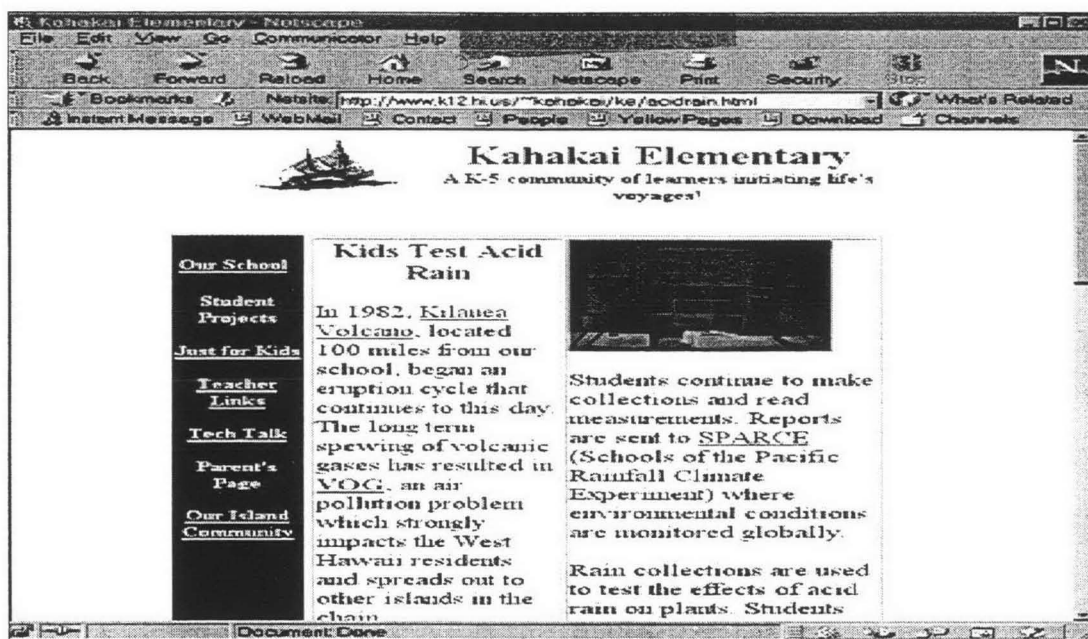 Kahakai Elementary - Netscape
File Edit View Go Communicator Help
Back Forward Reload Home Search Netscape Print Security Stop
Bookmarks Netsite: http://www.k12.hi.us/~kahakai/ke/acidrain.html What's Related
Instant Message WebMail Contact People Yellow Pages Download Channels
Kahakai Elementary
A K-5 community of learners initiating life's
voyages!
Our School
Student
Projects
Just for Kids
Teacher
Links
Tech Talk
Parent's
Page
Our Island
Community
Kids Test Acid
Rain
In 1982, Kilauea
Volcano, located
100 miles from our
school, began an
eruption cycle that
continues to this day.
The long term
spewing of volcanic
gases has resulted in
VOG, an air
pollution problem
which strongly
impacts the West
Hawaii residents
and spreads out to
other islands in the
chain
Students continue to make
collections and read
measurements. Reports
are sent to SPARCE
(Schools of the Pacific
Rainfall Climate
Experiment) where
environmental conditions
are monitored globally.
Rain collections are used
to test the effects of acid
rain on plants. Students
Document: Done